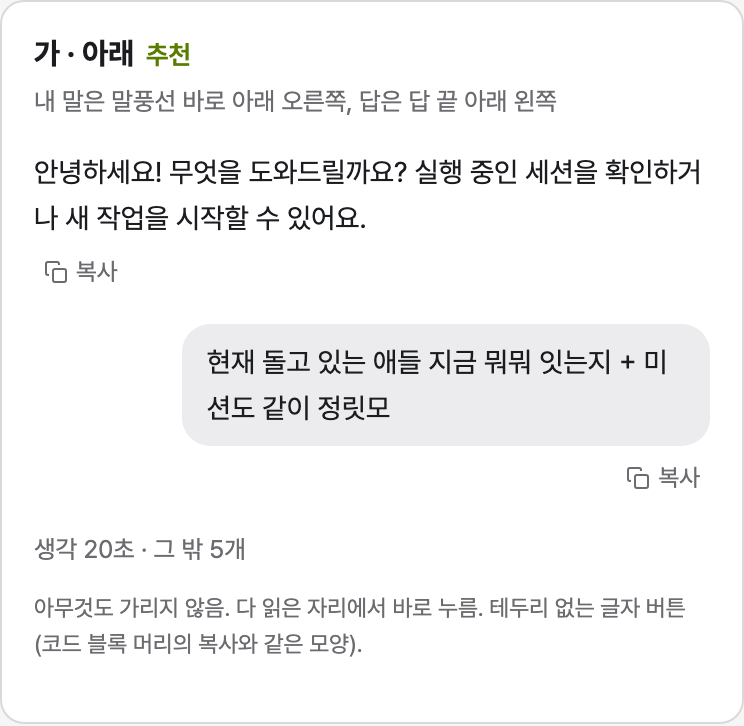 가 · 아래 추천
내 말은 말풍선 바로 아래 오른쪽, 답은 답 끝 아래 왼쪽
안녕하세요! 무엇을 도와드릴까요? 실행 중인 세션을 확인하거
나 새 작업을 시작할 수 있어요.
복사
현재 돌고 있는 애들 지금 뭐뭐 잇는지 + 미
션도 같이 정릿모
복사
생각 20초 · 그 밖 5개
아무것도 가리지 않음. 다 읽은 자리에서 바로 누름. 테두리 없는 글자 버튼
(코드 블록 머리의 복사와 같은 모양).